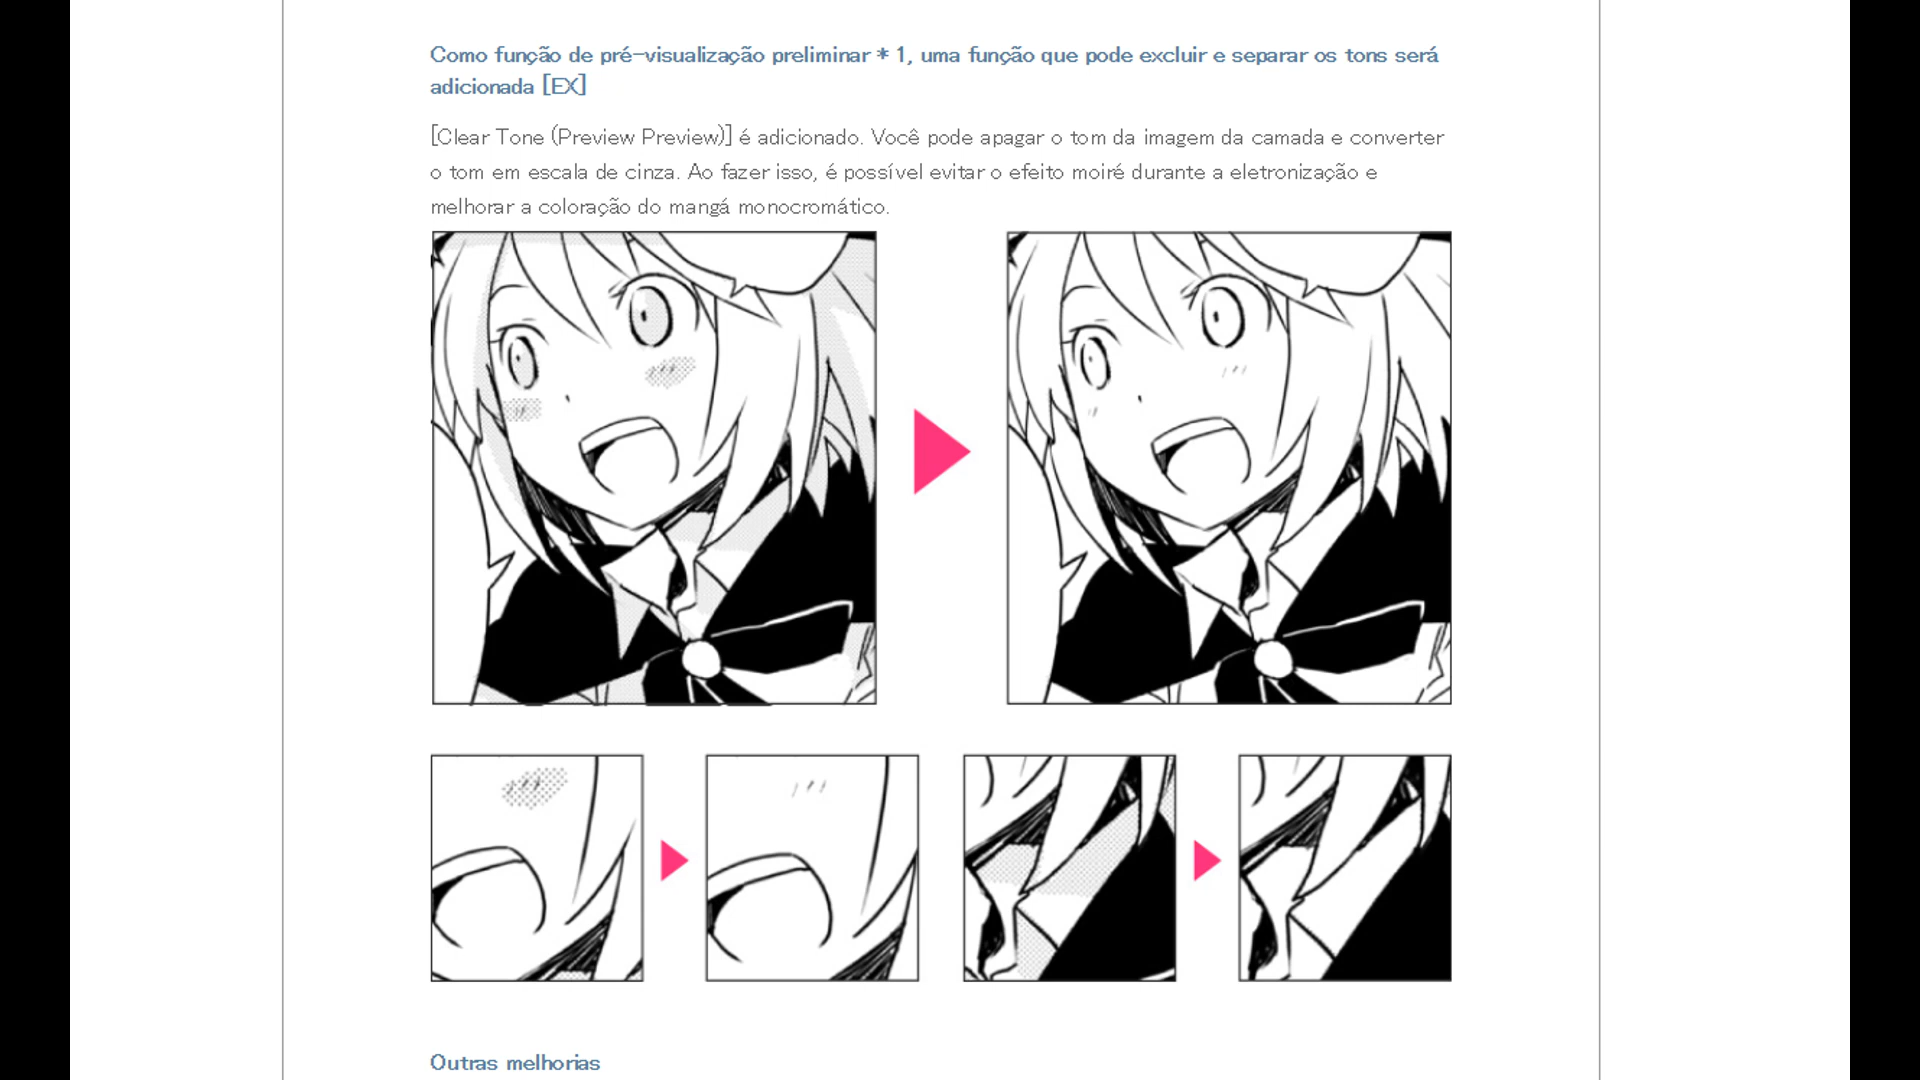 Como função de pré-visualização preliminar * 1, uma função que pode excluir e separar os tons será
adicionada [EX]
[Clear Tone (Preview Preview)] é adicionado. Você pode apagar o tom da imagem da camada e converter
o tom em escala de cinza. Ao fazer isso, é possível evitar o efeito moiré durante a eletronização e
melhorar a coloração do mangá monocromático.
Outras melhorias